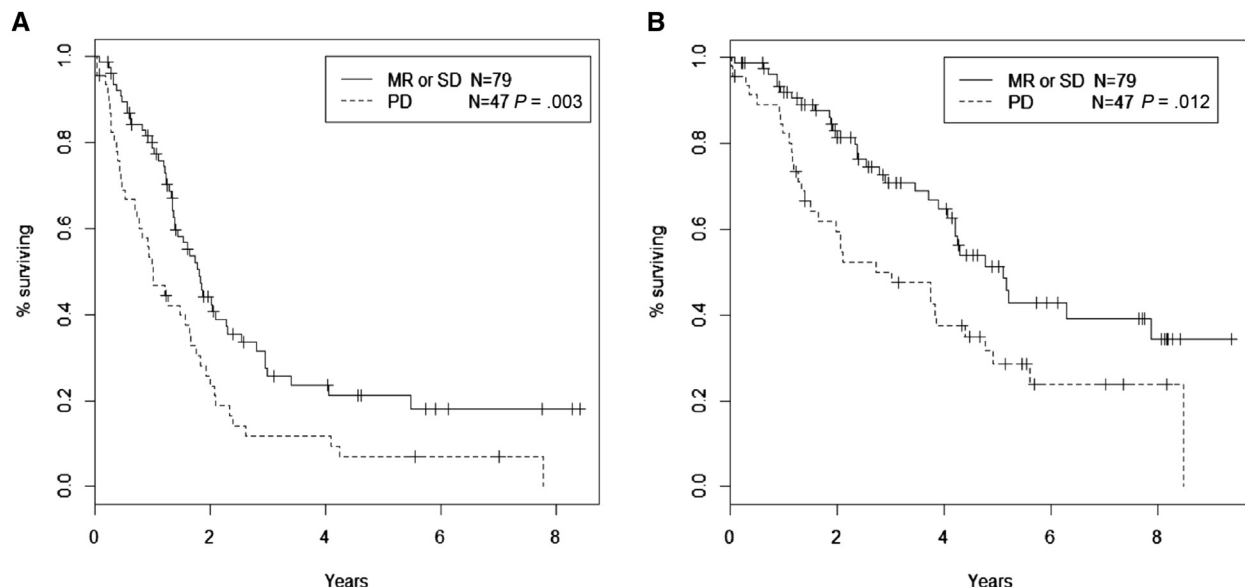 A
% surviving
1.0
0.8
0.6
0.4
0.2
0.0
MR or SD N=79
PD N=47 P = .003
0 2 4 6 8
Years
B
% surviving
1.0
0.8
0.6
0.4
0.2
0.0
MR or SD N=79
PD N=47 P = .012
0 2 4 6 8
Years